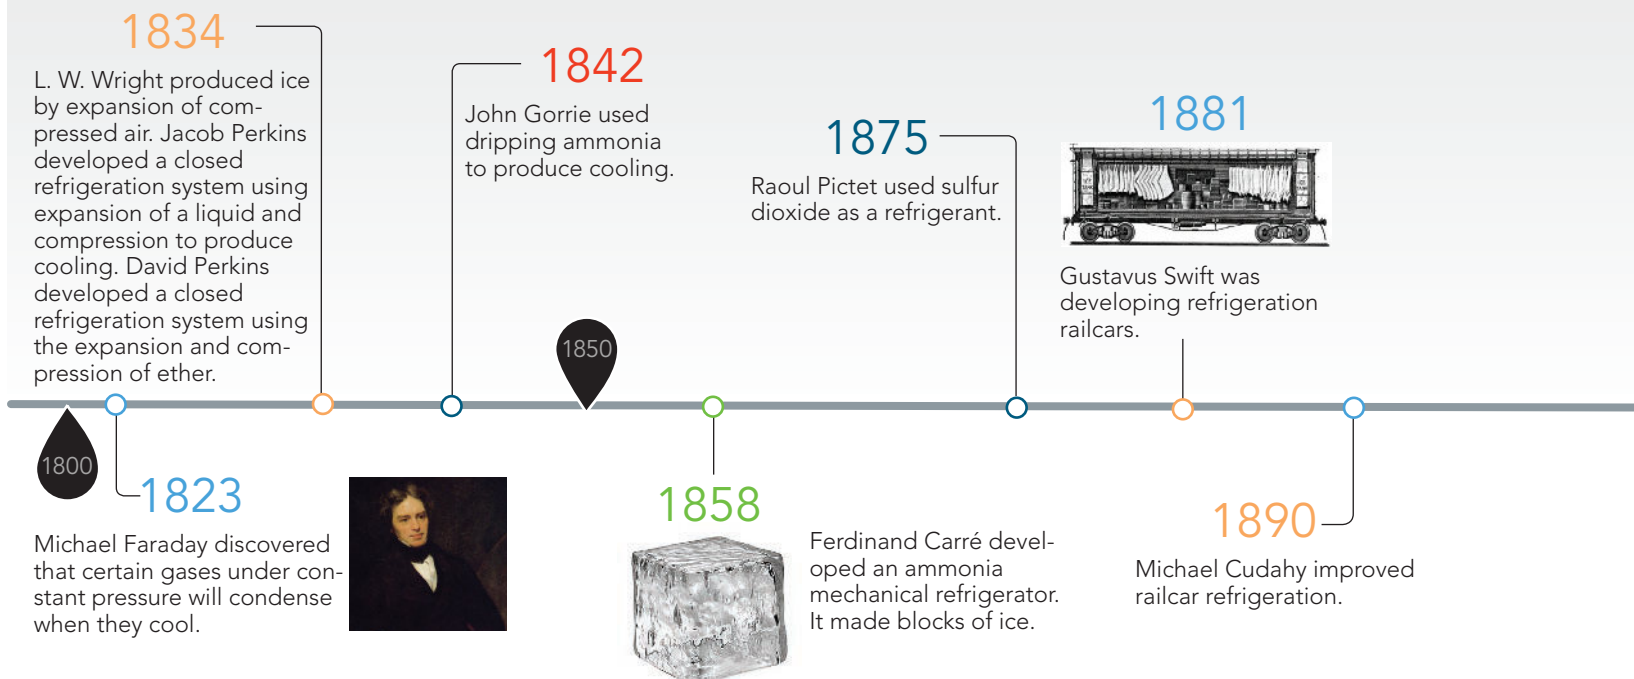 1834
L. W. Wright produced ice
by expansion of com-
pressed air. Jacob Perkins
developed a closed
refrigeration system using
expansion of a liquid and
compression to produce
cooling. David Perkins
developed a closed
refrigeration system using
the expansion and com-
pression of ether.
1842
John Gorrie used
dripping ammonia
to produce cooling.
1875
Raoul Pictet used sulfur
dioxide as a refrigerant.
1881
Gustavus Swift was
developing refrigeration
railcars.
1850
1800
1823
Michael Faraday discovered
that certain gases under con-
stant pressure will condense
when they cool.
1858
Ferdinand Carré devel-
oped an ammonia
mechanical refrigerator.
It made blocks of ice.
1890
Michael Cudahy improved
railcar refrigeration.